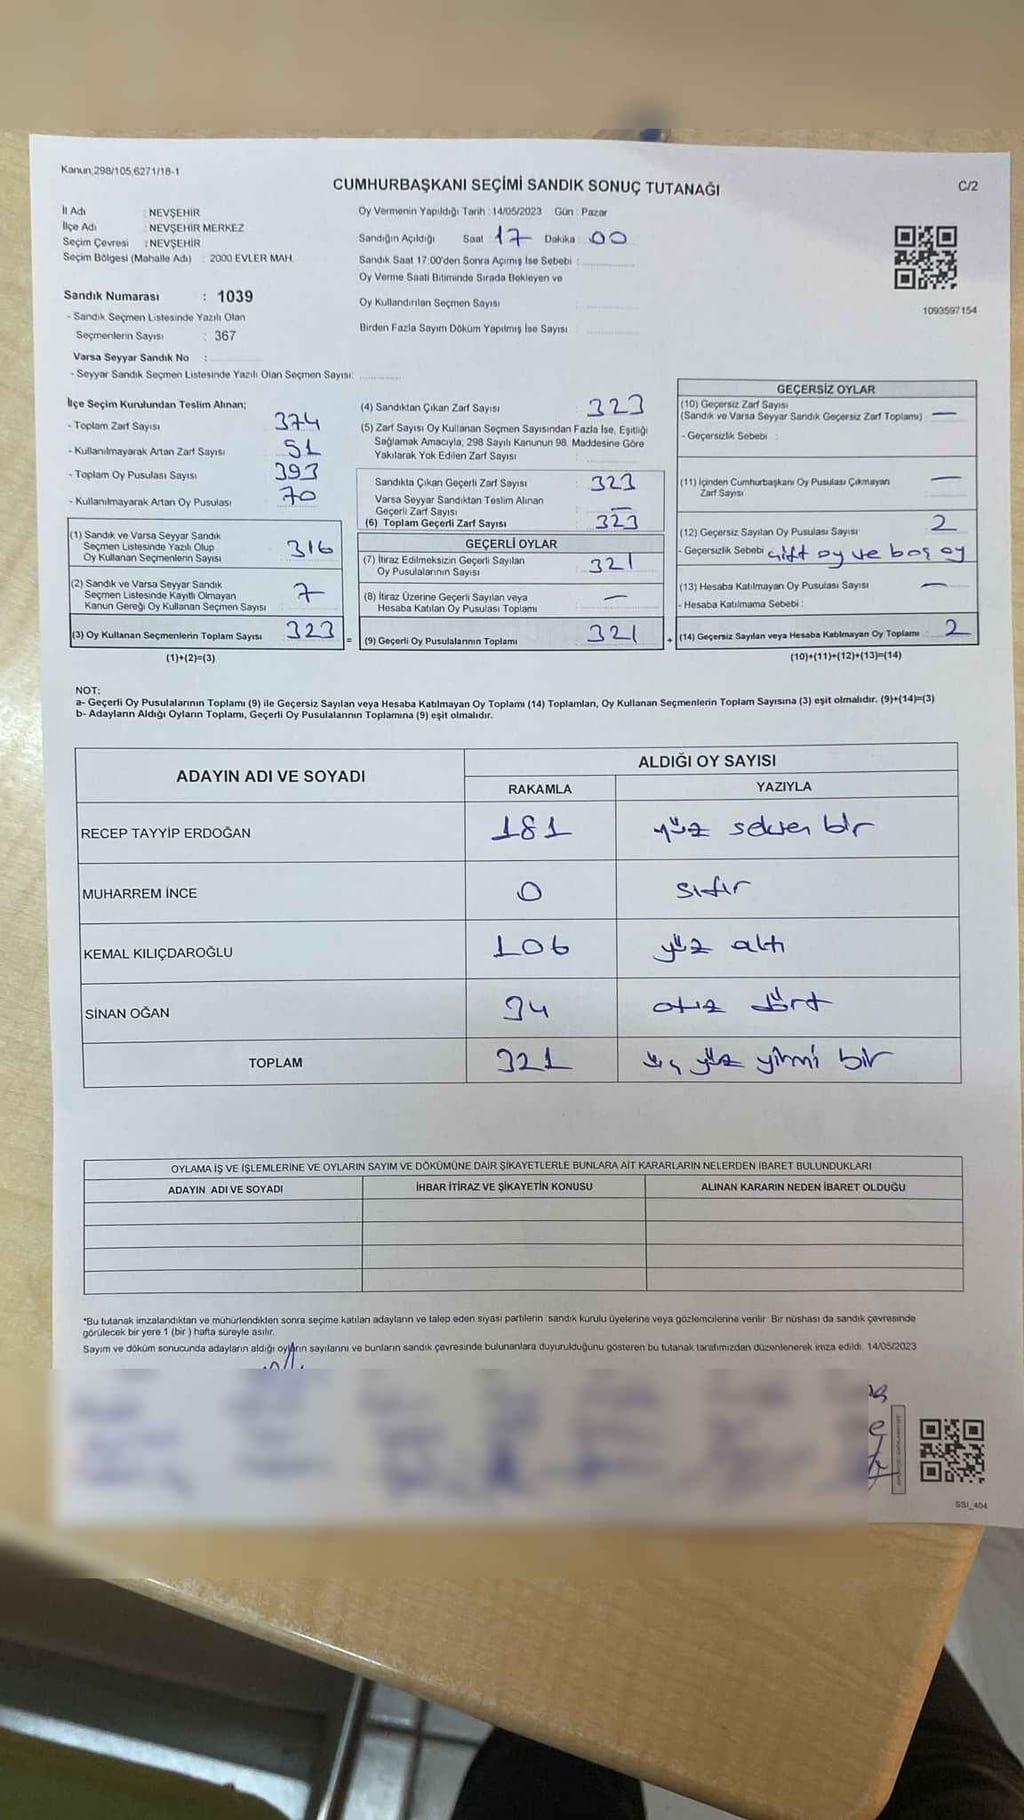 Kanun;298/105,6271/18-1
CUMHURBAŞKANI SEÇİMİ SANDIK SONUÇ TUTANAĞI
C/2
İl Adı : NEVŞEHİR
İlçe Adı : NEVŞEHİR MERKEZ
Seçim Çevresi : NEVŞEHİR
Seçim Bölgesi (Mahalle Adı) : 2000 EVLER MAH.
Oy Vermenin Yapıldığı Tarih : 14/05/2023 Gün : Pazar
Sandığın Açıldığı Saat : 17 Dakika : 00
Sandık Saat 17:00'den Sonra Açımış İse Sebebi :
Oy Verme Saati Bitiminde Sırada Bekleyen ve
Oy Kullandırılan Seçmen Sayısı :
Birden Fazla Sayım Döküm Yapılmış İse Sayısı :
1093597154
Sandık Numarası : 1039
- Sandık Seçmen Listesinde Yazılı Olan
Seçmenlerin Sayısı : 367
Varsa Seyyar Sandık No :
- Seyyar Sandık Seçmen Listesinde Yazılı Olan Seçmen Sayısı:
İlçe Seçim Kurulundan Teslim Alınan;
- Toplam Zarf Sayısı : 374
- Kullanılmayarak Artan Zarf Sayısı : 51
- Toplam Oy Pusulası Sayısı : 393
- Kullanılmayarak Artan Oy Pusulası : 70
(1) Sandık ve Varsa Seyyar Sandık
Seçmen Listesinde Yazılı Olup
Oy Kullanan Seçmenlerin Sayısı : 316
(2) Sandık ve Varsa Seyyar Sandık
Seçmen Listesinde Kayıtlı Olmayan
Kanun Gereği Oy Kullanan Seçmen Sayısı : 7
(3) Oy Kullanan Seçmenlerin Toplam Sayısı : 323 =
(1)+(2)=(3)
(4) Sandıktan Çıkan Zarf Sayısı : 323
(5) Zarf Sayısı Oy Kullanan Seçmen Sayısından Fazla İse, Eşitliği
Sağlamak Amacıyla, 298 Sayılı Kanunun 98. Maddesine Göre
Yakılarak Yok Edilen Zarf Sayısı :
Sandıkta Çıkan Geçerli Zarf Sayısı : 323
Varsa Seyyar Sandıktan Teslim Alınan
Geçerli Zarf Sayısı : —
(6) Toplam Geçerli Zarf Sayısı : 323
GEÇERLİ OYLAR
(7) İtiraz Edilmeksizin Geçerli Sayılan
Oy Pusulalarının Sayısı : 321
(8) İtiraz Üzerine Geçerli Sayılan veya
Hesaba Katılan Oy Pusulası Toplamı : —
(9) Geçerli Oy Pusulalarının Toplamı : 321 +
GEÇERSİZ OYLAR
(10) Geçersiz Zarf Sayısı
(Sandık ve Varsa Seyyar Sandık Geçersiz Zarf Toplamı) : —
- Geçersizlik Sebebi :
(11) İçinden Cumhurbaşkanı Oy Pusulası Çıkmayan
Zarf Sayısı : —
(12) Geçersiz Sayılan Oy Pusulası Sayısı : 2
- Geçersizlik Sebebi : çift oy ve boş oy
(13) Hesaba Katılmayan Oy Pusulası Sayısı : —
- Hesaba Katılmama Sebebi :
(14) Geçersiz Sayılan veya Hesaba Katılmayan Oy Toplamı : 2
(10)+(11)+(12)+(13)=(14)
NOT:
a- Geçerli Oy Pusulalarının Toplamı (9) ile Geçersiz Sayılan veya Hesaba Katılmayan Oy Toplamı (14) Toplamları, Oy Kullanan Seçmenlerin Toplam Sayısına (3) eşit olmalıdır. (9)+(14)=(3)
b- Adayların Aldığı Oyların Toplamı, Geçerli Oy Pusulalarının Toplamına (9) eşit olmalıdır.
ADAYIN ADI VE SOYADI
ALDIĞI OY SAYISI
RAKAMLA YAZIYLA
RECEP TAYYİP ERDOĞAN 181 yüz seksen bir
MUHARREM İNCE 0 sıfır
KEMAL KILIÇDAROĞLU 106 yüz altı
SİNAN OĞAN 34 otuz dört
TOPLAM 321 üç yüz yirmi bir
OYLAMA İŞ VE İŞLEMLERİNE VE OYLARIN SAYIM VE DÖKÜMÜNE DAİR ŞİKAYETLERLE BUNLARA AİT KARARLARIN NELERDEN İBARET BULUNDUKLARI
ADAYIN ADI VE SOYADI İHBAR İTİRAZ VE ŞİKAYETİN KONUSU ALINAN KARARIN NEDEN İBARET OLDUĞU
*Bu tutanak imzalandıktan ve mühürlendikten sonra seçime katılan adayların ve talep eden siyasi partilerin sandık kurulu üyelerine veya gözlemcilerine verilir. Bir nüshası da sandık çevresinde
görülecek bir yere 1 (bir ) hafta süreyle asılır.
Sayım ve döküm sonucunda adayların aldığı oyların sayılarını ve bunların sandık çevresinde bulunanlara duyurulduğunu gösteren bu tutanak tarafımızdan düzenlenerek imza edildi. 14/05/2023
SSI_404